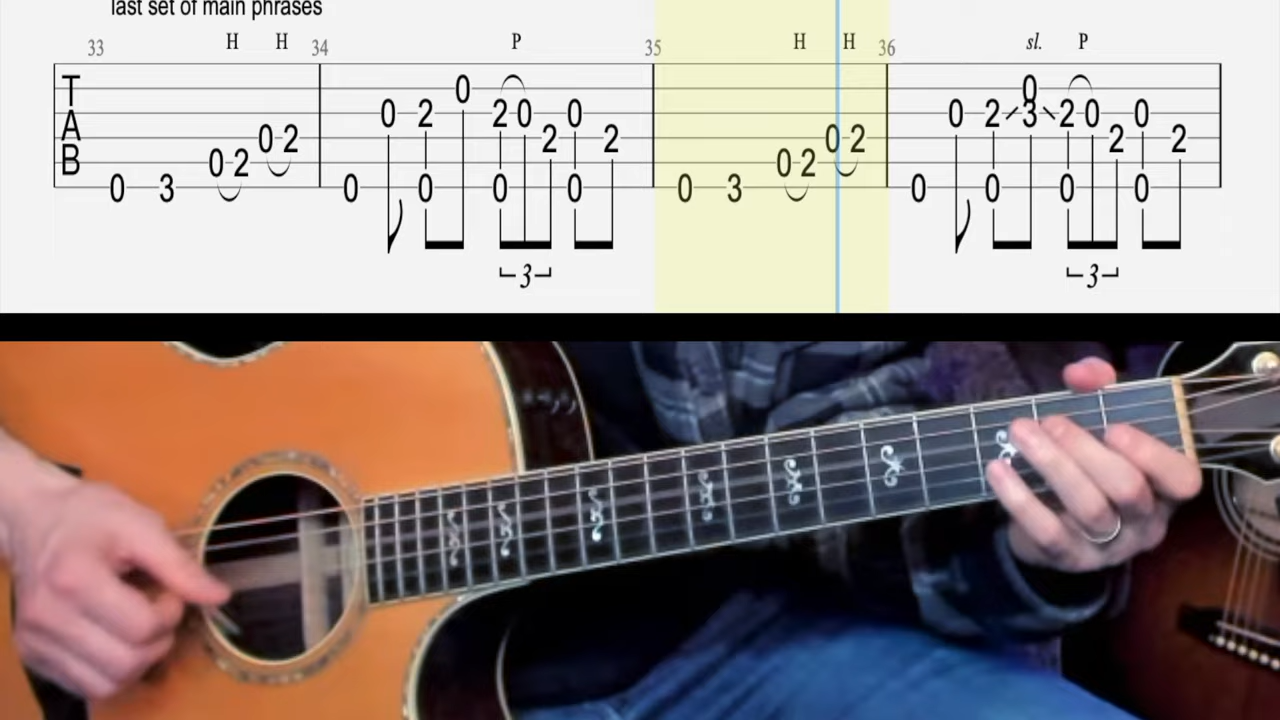 last set of main phrases
33 H H 34 P 35 H H 36 sl. P
T 0 0
0 2 2 0 0 0 2 3 2 0 0
A 0 2 2 2 0 2 2 2
B 0 2 0 2
0 3 0 0 0 0 0 3 0 0 0 0
3 3